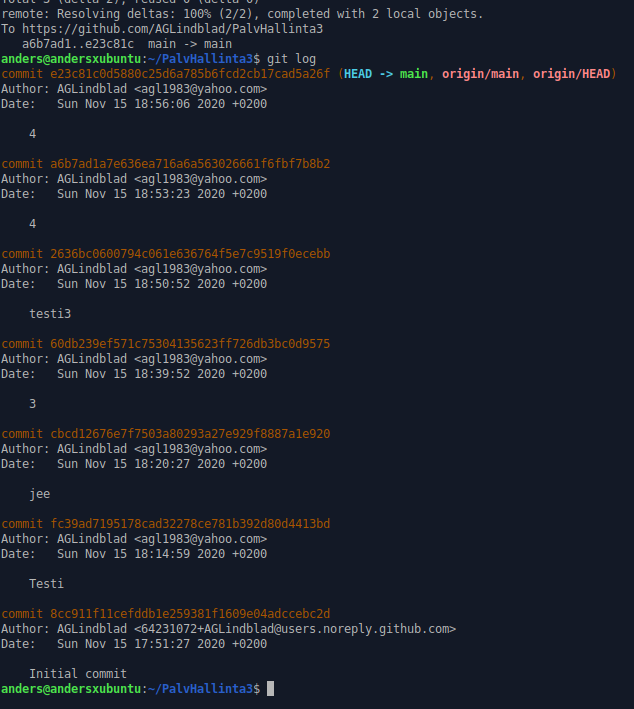 remote: Resolving deltas: 100% (2/2), completed with 2 local objects.
To https://github.com/AGLindblad/PalvHallinta3
   a6b7ad1..e23c81c  main -> main
anders@andersxubuntu:~/PalvHallinta3$ git log
commit e23c81c0d5880c25d6a785b6fcd2cb17cad5a26f (HEAD -> main, origin/main, origin/HEAD)
Author: AGLindblad <agl1983@yahoo.com>
Date:   Sun Nov 15 18:56:06 2020 +0200
    4
commit a6b7ad1a7e636ea716a6a563026661f6fbf7b8b2
Author: AGLindblad <agl1983@yahoo.com>
Date:   Sun Nov 15 18:53:23 2020 +0200
    4
commit 2636bc0600794c061e636764f5e7c9519f0ecebb
Author: AGLindblad <agl1983@yahoo.com>
Date:   Sun Nov 15 18:50:52 2020 +0200
    testi3
commit 60db239ef571c75304135623ff726db3bc0d9575
Author: AGLindblad <agl1983@yahoo.com>
Date:   Sun Nov 15 18:39:52 2020 +0200
    3
commit cbcd12676e7f7503a80293a27e929f8887a1e920
Author: AGLindblad <agl1983@yahoo.com>
Date:   Sun Nov 15 18:20:27 2020 +0200
    jee
commit fc39ad7195178cad32278ce781b392d80d4413bd
Author: AGLindblad <agl1983@yahoo.com>
Date:   Sun Nov 15 18:14:59 2020 +0200
    Testi
commit 8cc911f11cefddb1e259381f1609e04adccebc2d
Author: AGLindblad <64231072+AGLindblad@users.noreply.github.com>
Date:   Sun Nov 15 17:51:27 2020 +0200
    Initial commit
anders@andersxubuntu:~/PalvHallinta3$